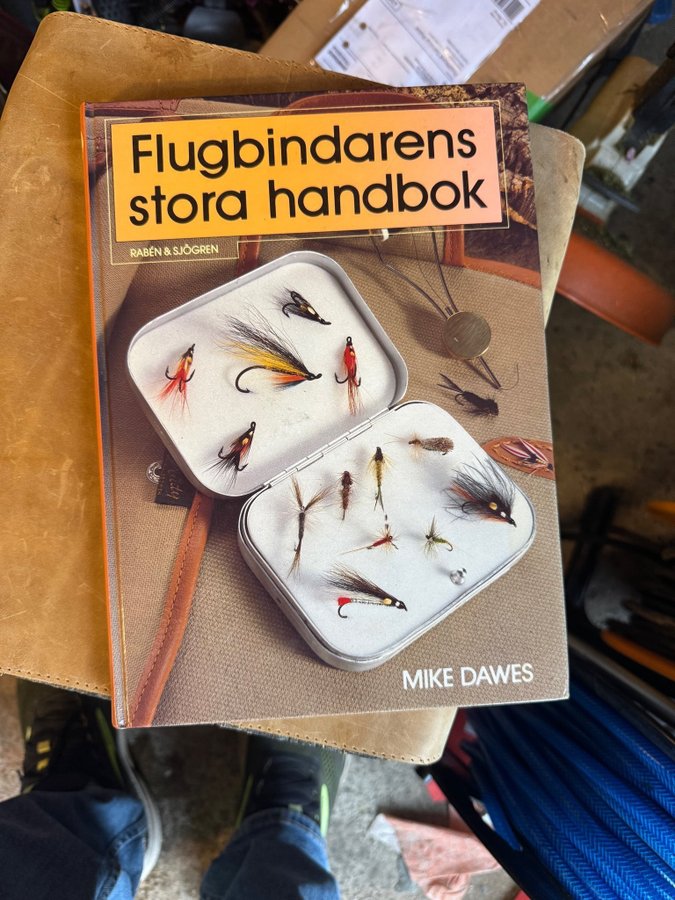 Flugbindarens
stora handbok
RABÉN & SJÖGREN
MIKE DAWES